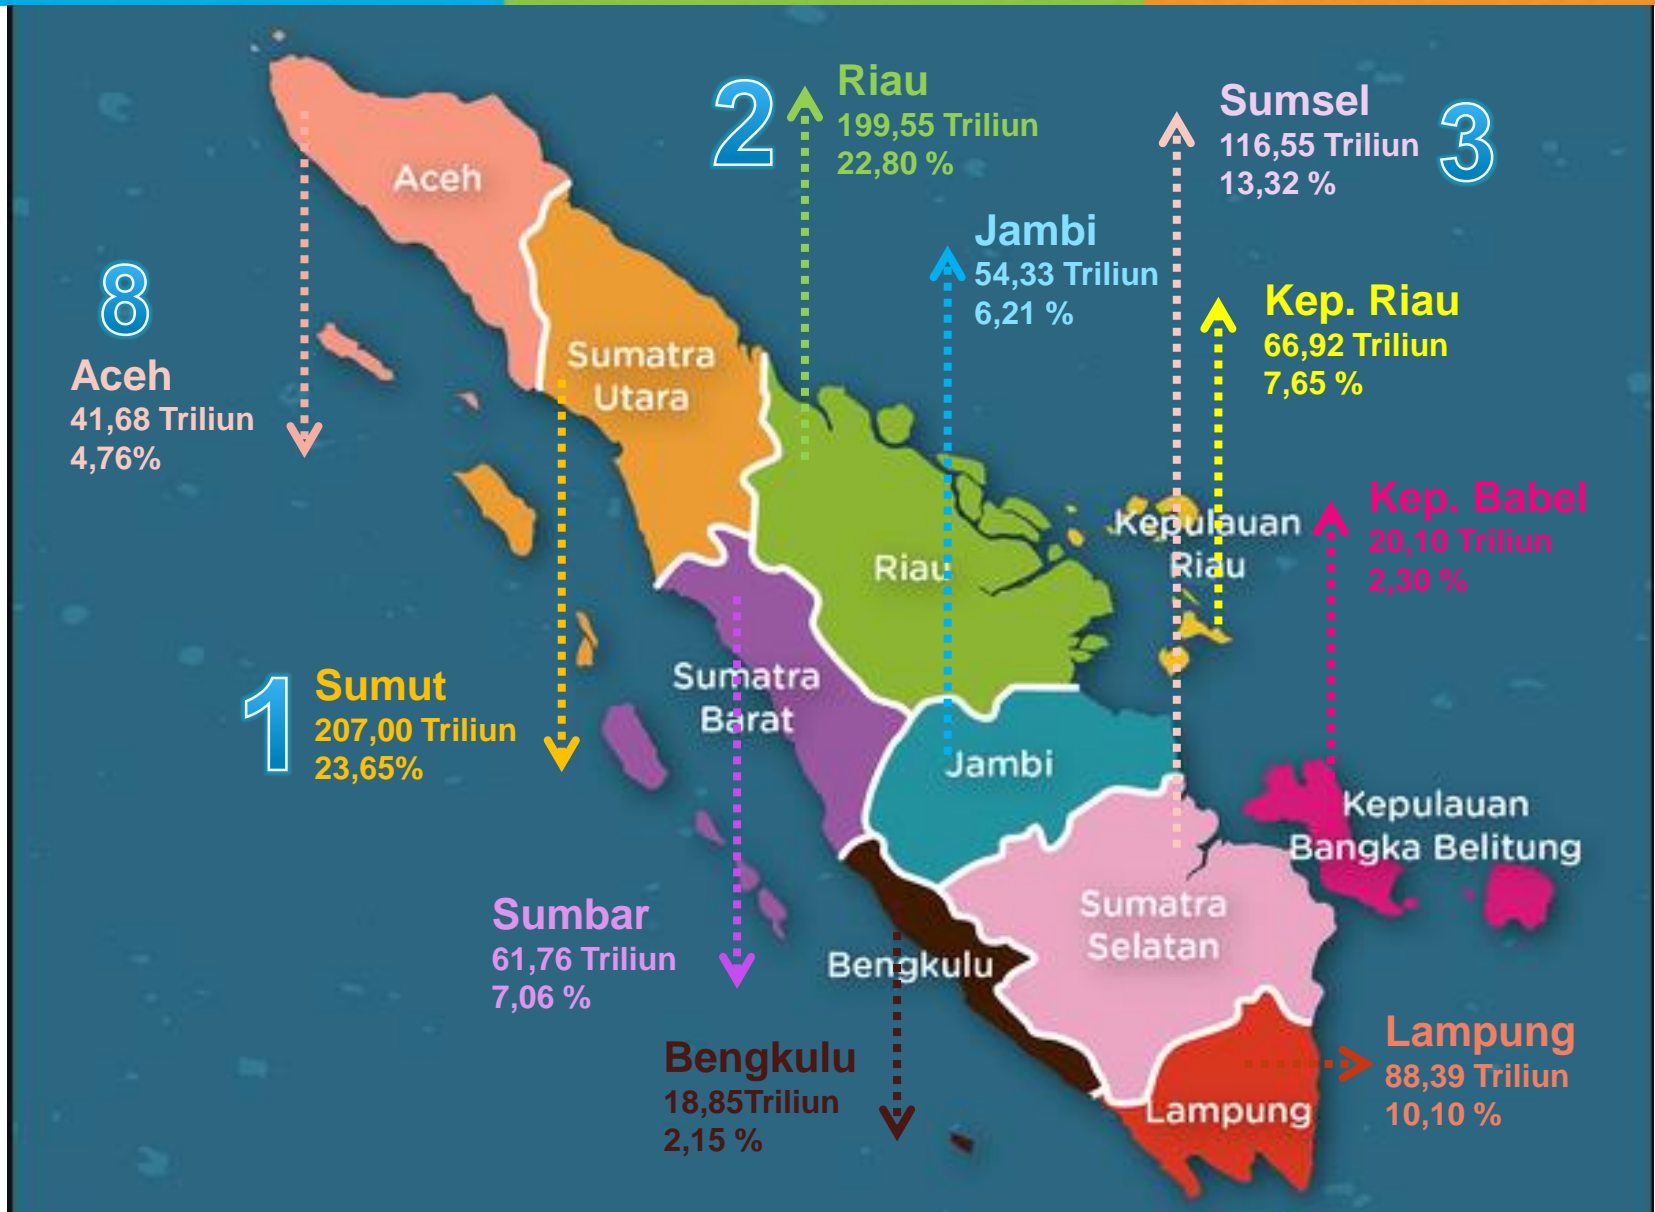 2
Riau
199,55 Triliun
22,80 %
Sumsel
116,55 Triliun
13,32 %
3
Aceh
Jambi
54,33 Triliun
6,21 %
8
Aceh
41,68 Triliun
4,76%
Kep. Riau
66,92 Triliun
7,65 %
Sumatra
Utara
Kep. Babel
20,10 Triliun
2,30 %
Kepulauan
Riau
Riau
1
Sumut
207,00 Triliun
23,65%
Sumatra
Barat
Jambi
Kepulauan
Bangka Belitung
Sumbar
61,76 Triliun
7,06 %
Sumatra
Selatan
Bengkulu
Bengkulu
18,85Triliun
2,15 %
Lampung
88,39 Triliun
10,10 %
Lampung